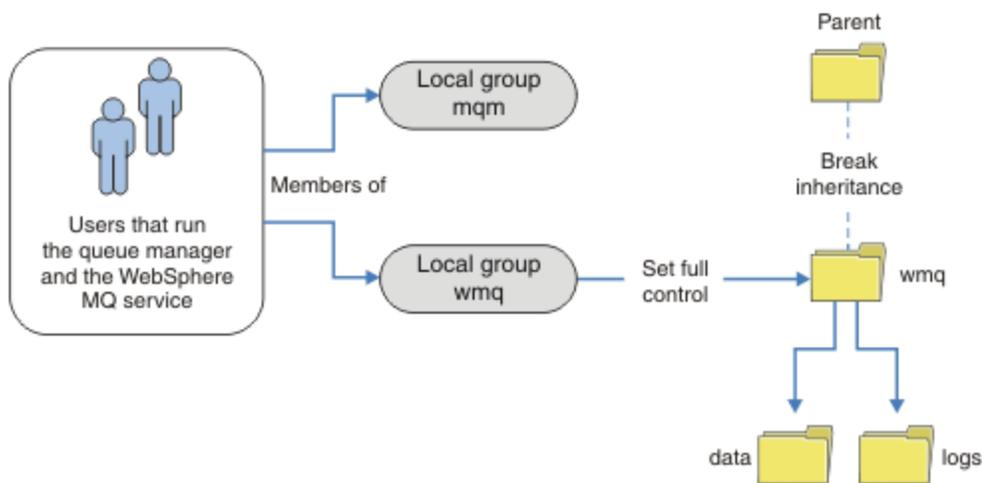 Parent
Local group
mqm
Break
inheritance
Members of
Users that run
the queue manager
and the WebSphere
MQ service
Local group
wmq
Set full
control
wmq
data
logs